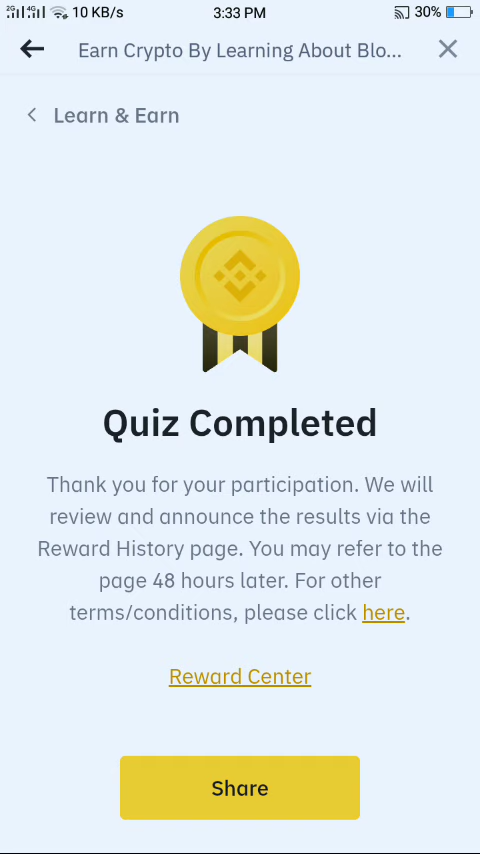 2G 4G 10 KB/s 3:33 PM 30%
Earn Crypto By Learning About Blo...
Learn & Earn
Quiz Completed
Thank you for your participation. We will
review and announce the results via the
Reward History page. You may refer to the
page 48 hours later. For other
terms/conditions, please click here.
Reward Center
Share